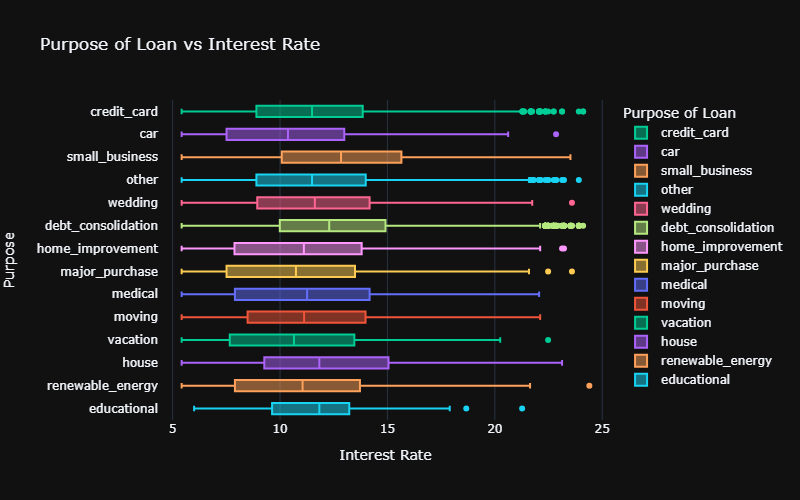 Purpose of Loan vs Interest Rate
Purpose
credit_card
car
small_business
other
wedding
debt_consolidation
home_improvement
major_purchase
medical
moving
vacation
house
renewable_energy
educational
5 10 15 20 25
Interest Rate
Purpose of Loan
credit_card
car
small_business
other
wedding
debt_consolidation
home_improvement
major_purchase
medical
moving
vacation
house
renewable_energy
educational